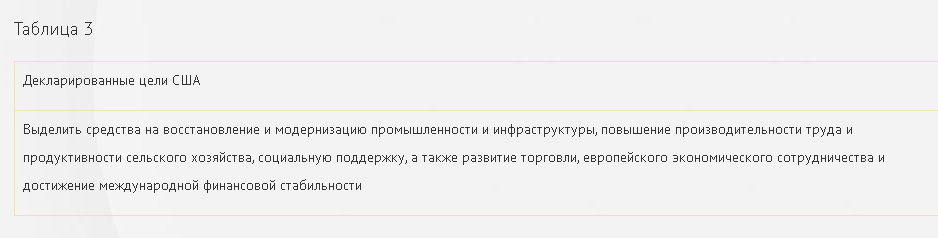 Таблица 3
Декларированные цели США
Выделить средства на восстановление и модернизацию промышленности и инфраструктуры, повышение производительности труда и
продуктивности сельского хозяйства, социальную поддержку, а также развитие торговли, европейского экономического сотрудничества и
достижение международной финансовой стабильности